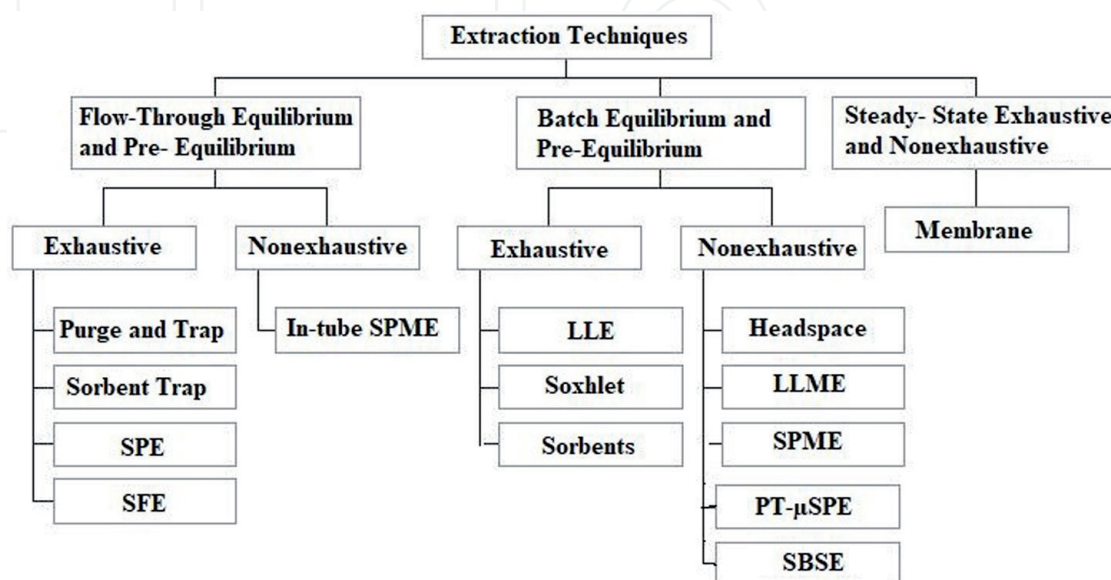 Extraction Techniques
Flow-Through Equilibrium
and Pre- Equilibrium
Batch Equilibrium and
Pre-Equilibrium
Steady- State Exhaustive
and Nonexhaustive
Exhaustive
Nonexhaustive
Exhaustive
Nonexhaustive
Membrane
Purge and Trap
Sorbent Trap
SPE
SFE
In-tube SPME
LLE
Soxhlet
Sorbents
Headspace
LLME
SPME
PT-µSPE
SBSE